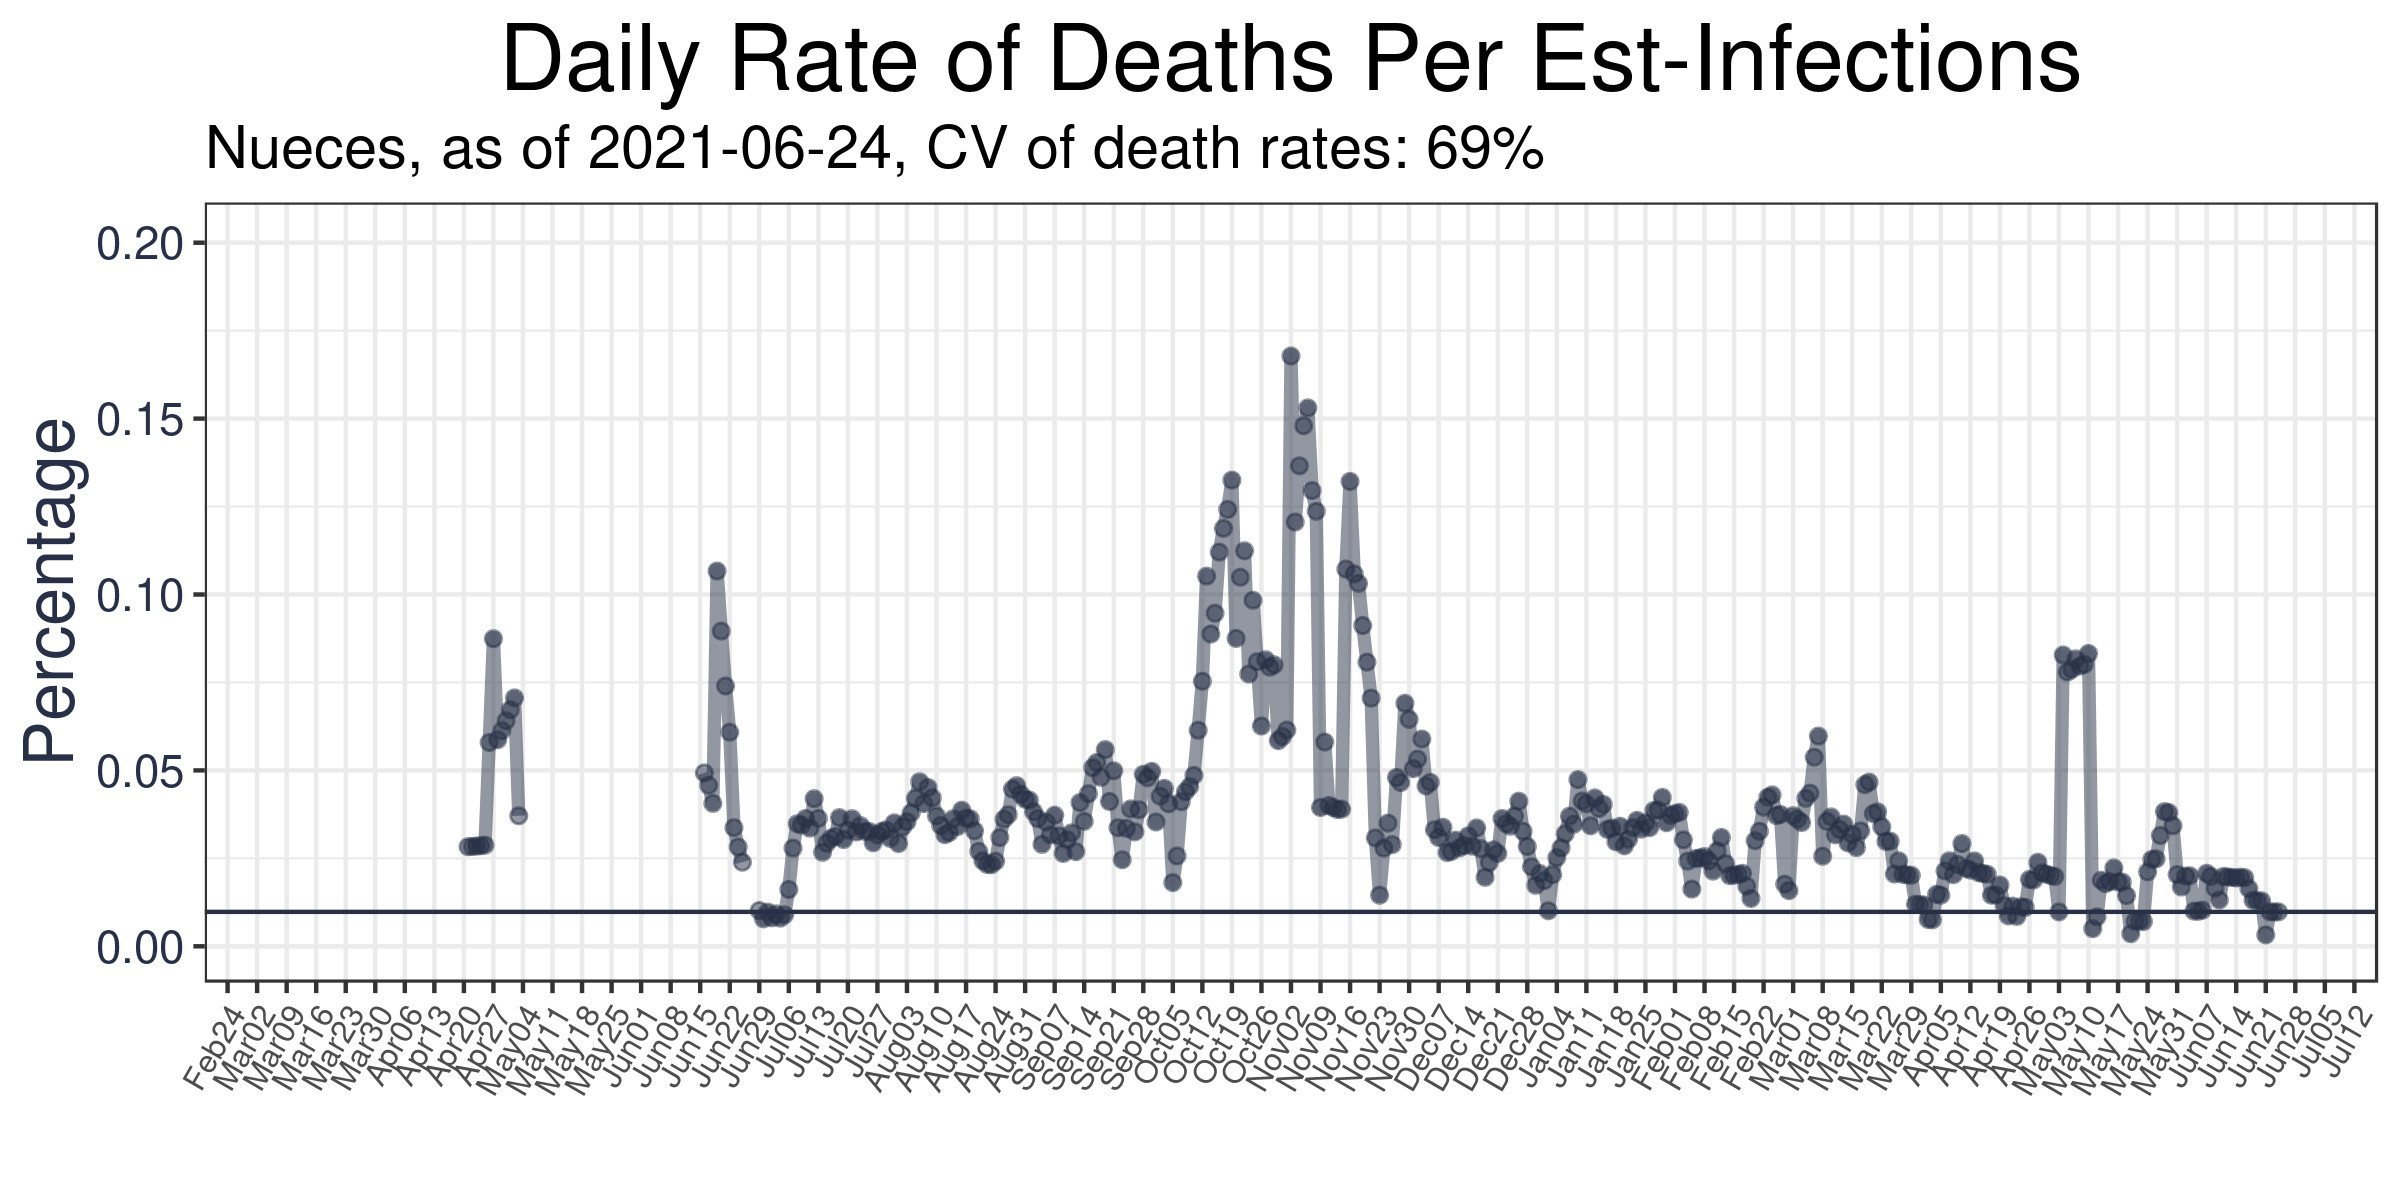 Daily Rate of Deaths Per Est-Infections
Nueces, as of 2021-06-24, CV of death rates: 69%
Percentage
0.20
0.15
0.10
0.05
0.00
Feb24
Mar02
Mar09
Mar16
Mar23
Mar30
Apr06
Apr13
Apr20
Apr27
May04
May11
May18
May25
Jun01
Jun08
Jun15
Jun22
Jun29
Jul06
Jul13
Jul20
Jul27
Aug03
Aug10
Aug17
Aug24
Aug31
Sep07
Sep14
Sep21
Sep28
Oct05
Oct12
Oct19
Oct26
Nov02
Nov09
Nov16
Nov23
Nov30
Dec07
Dec14
Dec21
Dec28
Jan04
Jan11
Jan18
Jan25
Feb01
Feb08
Feb15
Feb22
Mar01
Mar08
Mar15
Mar22
Mar29
Apr05
Apr12
Apr19
Apr26
May03
May10
May17
May24
May31
Jun07
Jun14
Jun21
Jun28
Jul05
Jul12